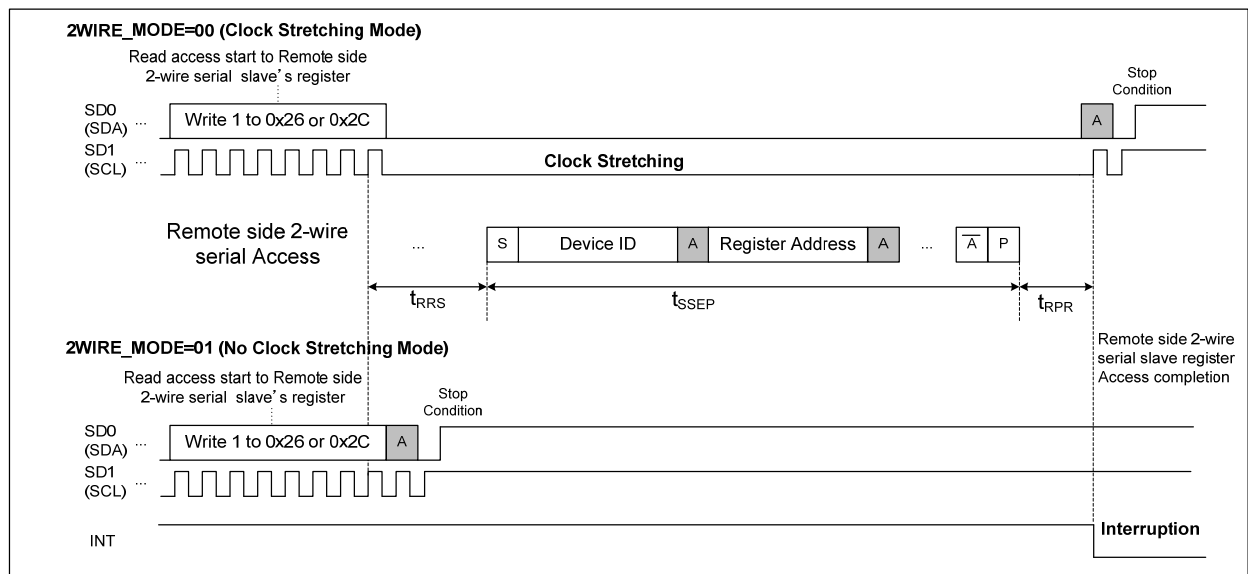 2WIRE_MODE=00 (Clock Stretching Mode)
Read access start to Remote side
2-wire serial slave's register
Stop
Condition
SD0
(SDA) ...
Write 1 to 0x26 or 0x2C
A
SD1
(SCL) ...
Clock Stretching
Remote side 2-wire
serial Access
... S Device ID A Register Address A ... A̅ P
tRRS tSSEP tRPR
2WIRE_MODE=01 (No Clock Stretching Mode)
Remote side 2-wire
serial slave register
Access completion
Read access start to Remote side
2-wire serial slave's register
Stop
Condition
SD0
(SDA) ...
Write 1 to 0x26 or 0x2C A
SD1
(SCL) ...
INT
Interruption